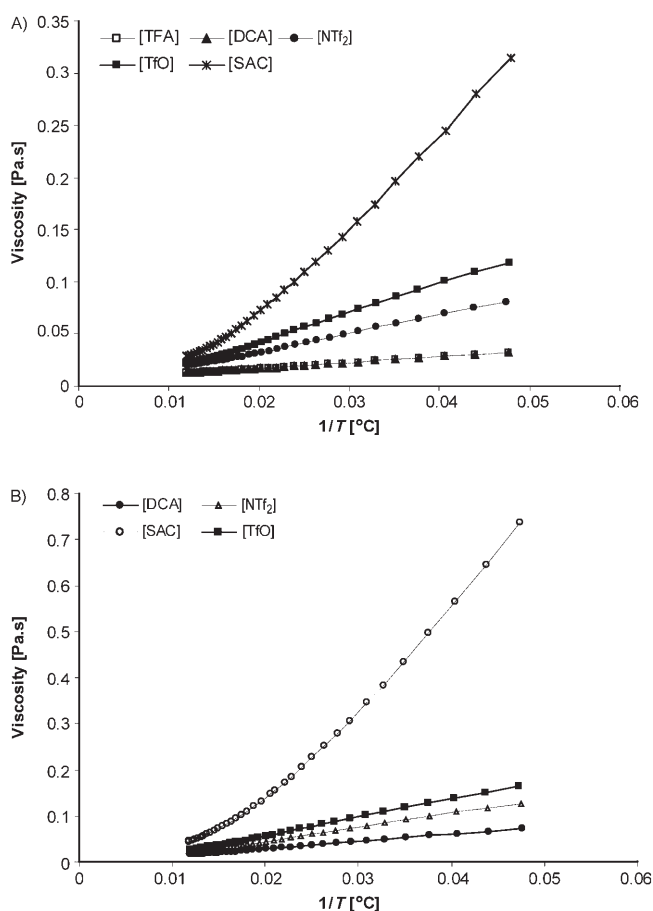 A)
[TFA] [DCA] [NTf₂]
[TfO] [SAC]
Viscosity [Pa.s]
0.35
0.3
0.25
0.2
0.15
0.1
0.05
0
0 0.01 0.02 0.03 0.04 0.05 0.06
1/T [°C]
B)
[DCA] [NTf₂]
[SAC] [TfO]
Viscosity [Pa.s]
0.8
0.7
0.6
0.5
0.4
0.3
0.2
0.1
0
0 0.01 0.02 0.03 0.04 0.05 0.06
1/T [°C]